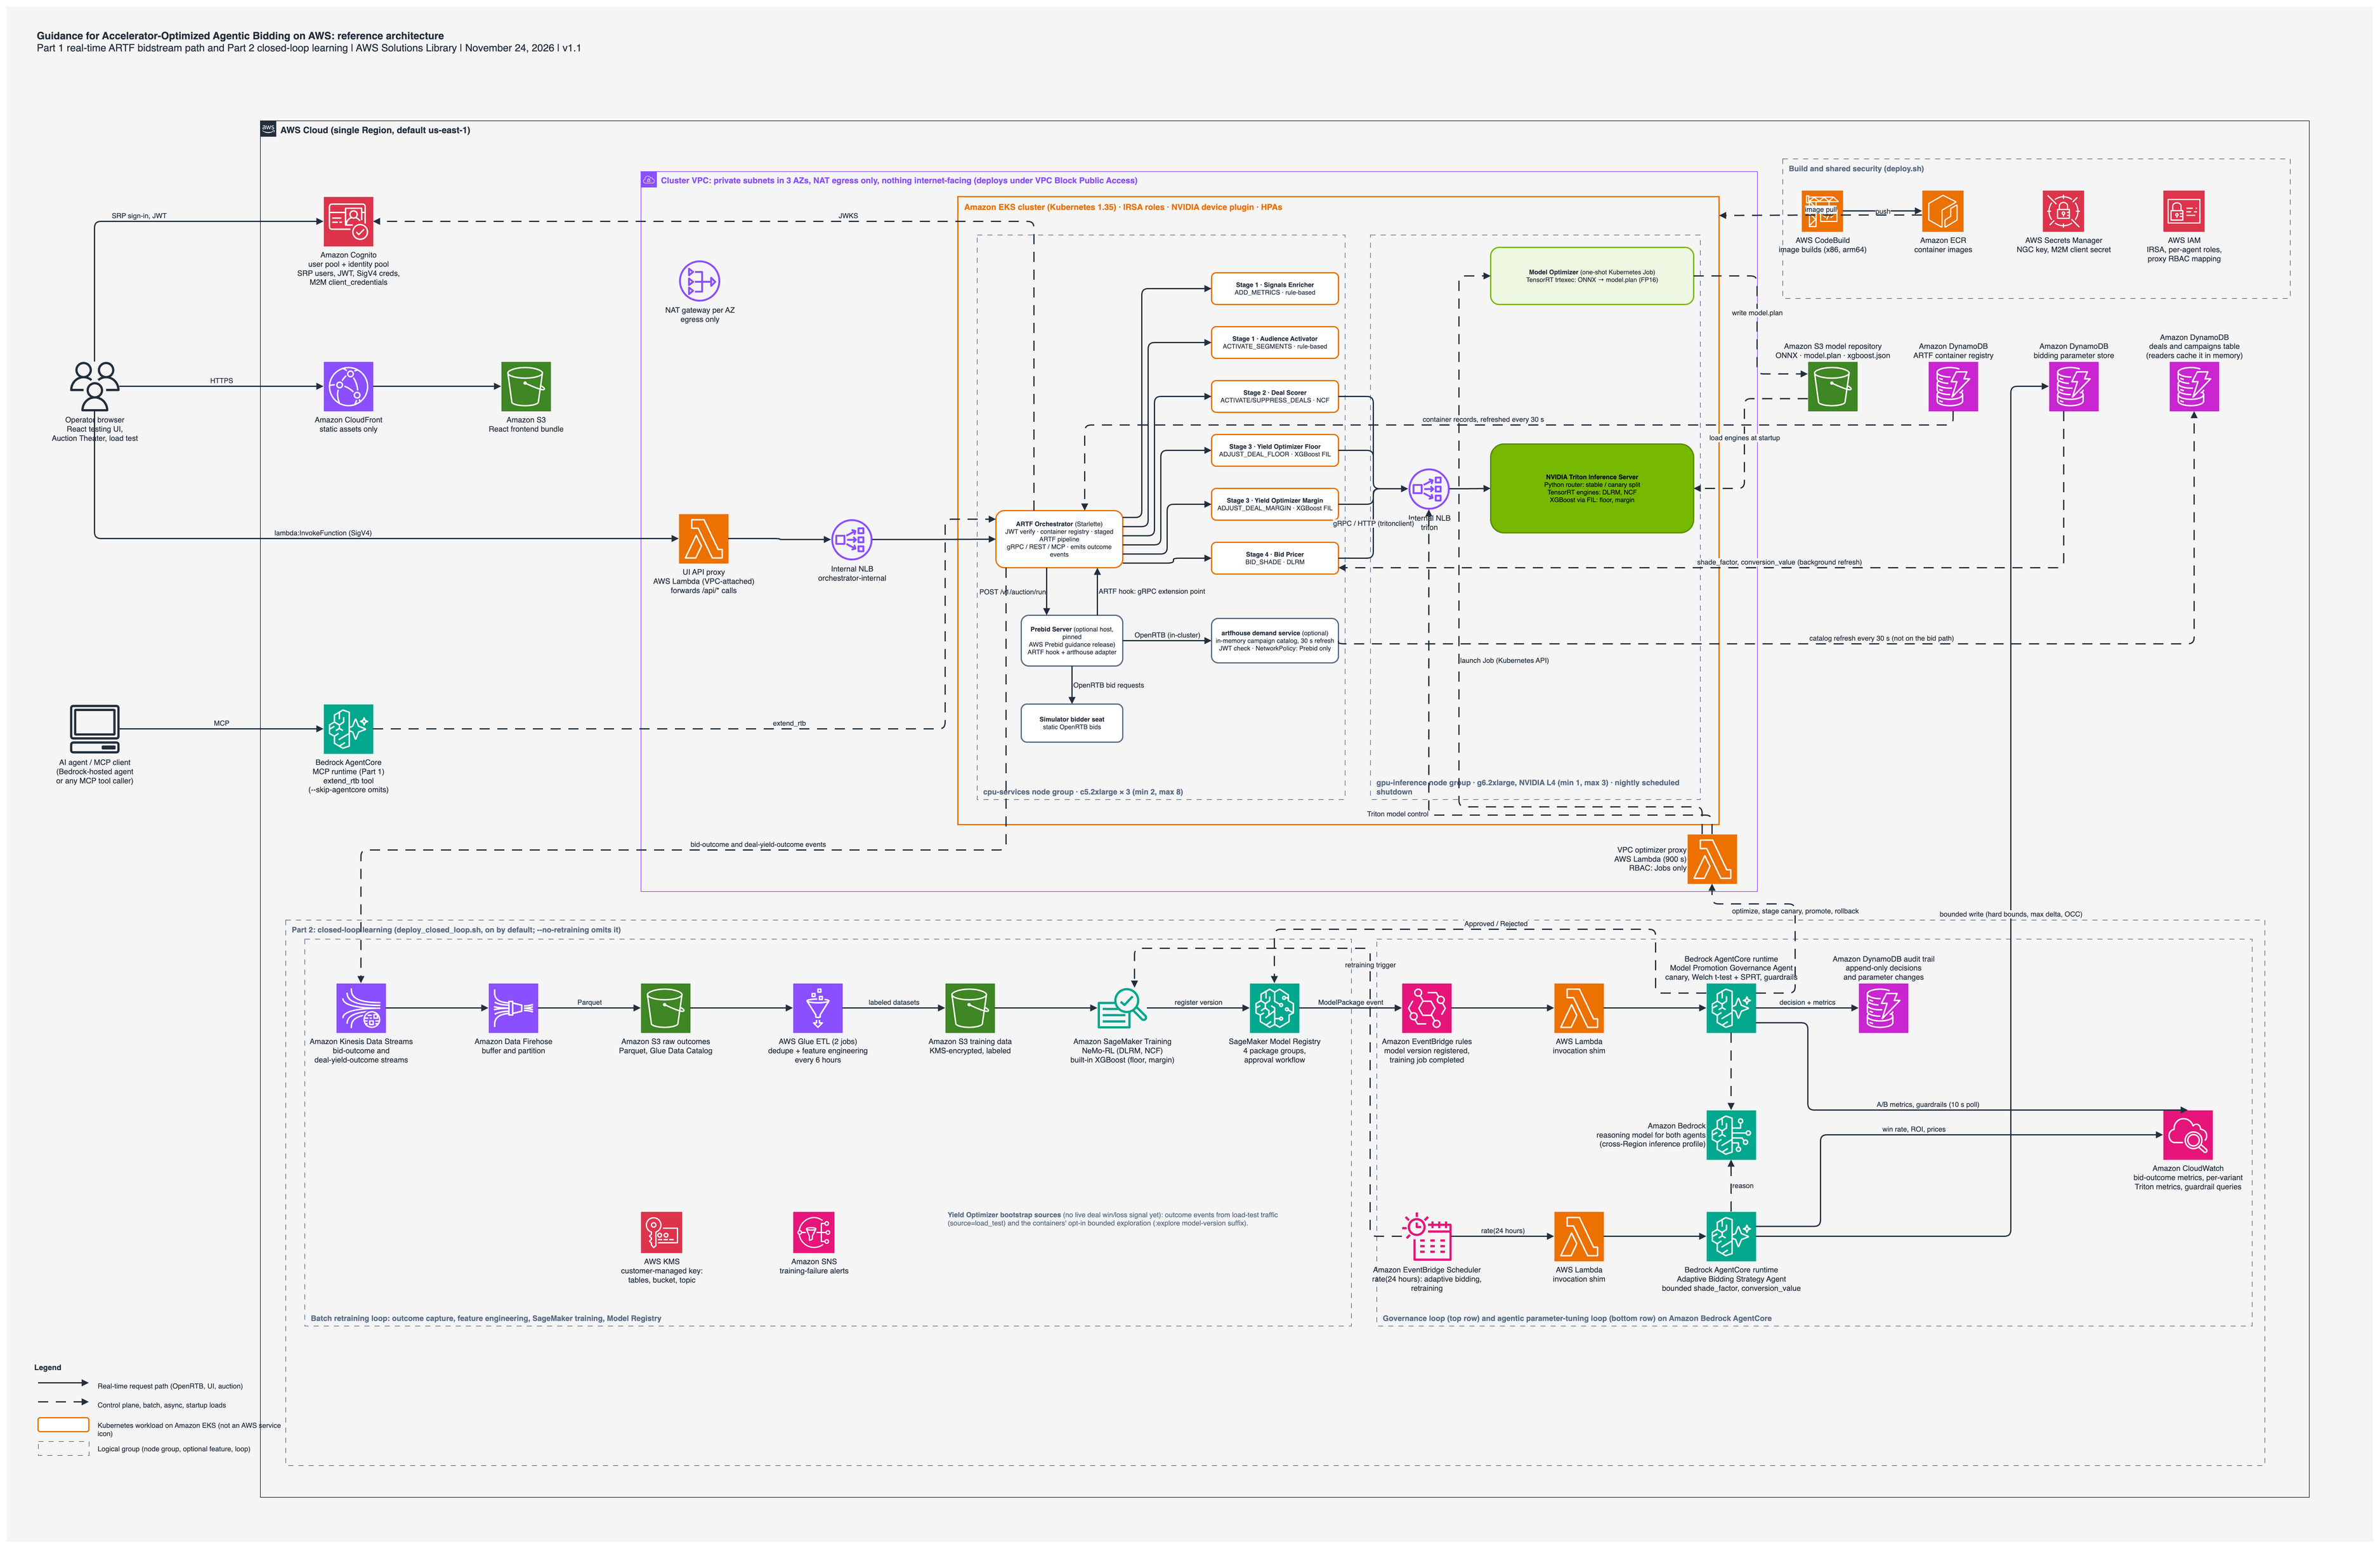 Guidance for Accelerator-Optimized Agentic Bidding on AWS: reference architecture
Part 1 real-time ARTF bidstream path and Part 2 closed-loop learning | AWS Solutions Library | November 24, 2026 | v1.1
aws
AWS Cloud (single Region, default us-east-1)
Cluster VPC: private subnets in 3 AZs, NAT egress only, nothing internet-facing (deploys under VPC Block Public Access)
Amazon EKS cluster (Kubernetes 1.35) · IRSA roles · NVIDIA device plugin · HPAs
Build and shared security (deploy.sh)
image pull
push
AWS CodeBuild
image builds (x86, arm64)
Amazon ECR
container images
AWS Secrets Manager
NGC key, M2M client secret
AWS IAM
IRSA, per-agent roles,
proxy RBAC mapping
SRP sign-in, JWT
JWKS
Amazon Cognito
user pool + identity pool
SRP users, JWT, SigV4 creds,
M2M client_credentials
NAT gateway per AZ
egress only
Stage 1 · Signals Enricher
ADD_METRICS · rule-based
Stage 1 · Audience Activator
ACTIVATE_SEGMENTS · rule-based
Stage 2 · Deal Scorer
ACTIVATE/SUPPRESS_DEALS · NCF
Stage 3 · Yield Optimizer Floor
ADJUST_DEAL_FLOOR · XGBoost FIL
Stage 3 · Yield Optimizer Margin
ADJUST_DEAL_MARGIN · XGBoost FIL
Stage 4 · Bid Pricer
BID_SHADE · DLRM
Model Optimizer (one-shot Kubernetes Job)
TensorRT trtexec: ONNX → model.plan (FP16)
write model.plan
Amazon S3 model repository
ONNX · model.plan · xgboost.json
Amazon DynamoDB
ARTF container registry
Amazon DynamoDB
bidding parameter store
Amazon DynamoDB
deals and campaigns table
(readers cache it in memory)
HTTPS
Operator browser
React testing UI,
Auction Theater, load test
Amazon CloudFront
static assets only
Amazon S3
React frontend bundle
container records, refreshed every 30 s
load engines at startup
NVIDIA Triton Inference Server
Python router: stable / canary split
TensorRT engines: DLRM, NCF
XGBoost via FIL: floor, margin
Internal NLB
triton
gRPC / HTTP (tritonclient)
lambda:InvokeFunction (SigV4)
UI API proxy
AWS Lambda (VPC-attached)
forwards /api/* calls
Internal NLB
orchestrator-internal
ARTF Orchestrator (Starlette)
JWT verify · container registry · staged
ARTF pipeline
gRPC / REST / MCP · emits outcome
events
shade_factor, conversion_value (background refresh)
POST /v1/auction/run
ARTF hook: gRPC extension point
Prebid Server (optional host,
pinned
AWS Prebid guidance release)
ARTF hook + artfhouse adapter
OpenRTB (in-cluster)
artfhouse demand service (optional)
in-memory campaign catalog, 30 s refresh
JWT check · NetworkPolicy: Prebid only
catalog refresh every 30 s (not on the bid path)
launch Job (Kubernetes API)
OpenRTB bid requests
Simulator bidder seat
static OpenRTB bids
MCP
extend_rtb
AI agent / MCP client
(Bedrock-hosted agent
or any MCP tool caller)
Bedrock AgentCore
MCP runtime (Part 1)
extend_rtb tool
(--skip-agentcore omits)
cpu-services node group · c5.2xlarge × 3 (min 2, max 8)
gpu-inference node group · g6.2xlarge, NVIDIA L4 (min 1, max 3) · nightly scheduled
shutdown
Triton model control
bid-outcome and deal-yield-outcome events
VPC optimizer proxy
AWS Lambda (900 s)
RBAC: Jobs only
optimize, stage canary, promote, rollback
bounded write (hard bounds, max delta, OCC)
Part 2: closed-loop learning (deploy_closed_loop.sh, on by default; --no-retraining omits it)
Approved / Rejected
retraining trigger
Bedrock AgentCore runtime
Model Promotion Governance Agent
canary, Welch t-test + SPRT, guardrails
Amazon DynamoDB audit trail
append-only decisions
and parameter changes
Parquet
labeled datasets
register version
ModelPackage event
decision + metrics
Amazon Kinesis Data Streams
bid-outcome and
deal-yield-outcome streams
Amazon Data Firehose
buffer and partition
Amazon S3 raw outcomes
Parquet, Glue Data Catalog
AWS Glue ETL (2 jobs)
dedupe + feature engineering
every 6 hours
Amazon S3 training data
KMS-encrypted, labeled
Amazon SageMaker Training
NeMo-RL (DLRM, NCF)
built-in XGBoost (floor, margin)
SageMaker Model Registry
4 package groups,
approval workflow
Amazon EventBridge rules
model version registered,
training job completed
AWS Lambda
invocation shim
A/B metrics, guardrails (10 s poll)
win rate, ROI, prices
Amazon Bedrock
reasoning model for both agents
(cross-Region inference profile)
Amazon CloudWatch
bid-outcome metrics, per-variant
Triton metrics, guardrail queries
reason
AWS KMS
customer-managed key:
tables, bucket, topic
Amazon SNS
training-failure alerts
Yield Optimizer bootstrap sources (no live deal win/loss signal yet): outcome events from load-test traffic
(source=load_test) and the containers' opt-in bounded exploration (:explore model-version suffix).
rate(24 hours)
Amazon EventBridge Scheduler
rate(24 hours): adaptive bidding,
retraining
AWS Lambda
invocation shim
Bedrock AgentCore runtime
Adaptive Bidding Strategy Agent
bounded shade_factor, conversion_value
Batch retraining loop: outcome capture, feature engineering, SageMaker training, Model Registry
Governance loop (top row) and agentic parameter-tuning loop (bottom row) on Amazon Bedrock AgentCore
Legend
Real-time request path (OpenRTB, UI, auction)
Control plane, batch, async, startup loads
Kubernetes workload on Amazon EKS (not an AWS service
icon)
Logical group (node group, optional feature, loop)